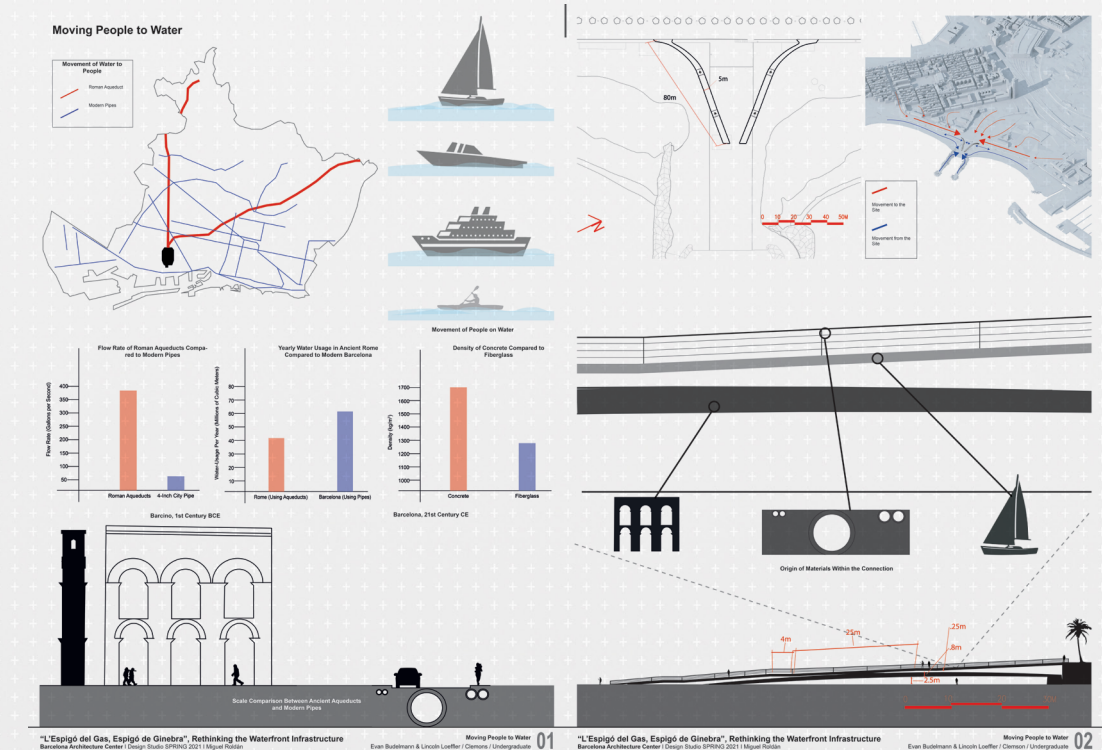 Moving People to Water
Movement of Water to
People
Roman Aqueduct
Modern Pipes
Movement of People on Water
Flow Rate of Roman Aqueducts Compa-
red to Modern Pipes
Flow Rate (Gallons per Second)
400
350
300
250
200
150
100
50
Roman Aqueducts
4-Inch City Pipe
Yearly Water Usage in Ancient Rome
Compared to Modern Barcelona
Water-Usage Per Year (Millions of Cubic Meters)
80
70
60
50
40
30
20
10
Rome (Using Aqueducts)
Barcelona (Using Pipes)
Density of Concrete Compared to
Fiberglass
Density (kg/m³)
1700
1600
1500
1400
1300
1200
1100
1000
Concrete
Fiberglass
Barcino, 1st Century BCE
Barcelona, 21st Century CE
Scale Comparison Between Ancient Aqueducts
and Modern Pipes
"L'Espigó del Gas, Espigó de Ginebra", Rethinking the Waterfront Infrastructure
Barcelona Architecture Center I Design Studio SPRING 2021 I Miguel Roldán
Moving People to Water
Evan Budelmann & Lincoln Loeffler / Clemons / Undergraduate
01
5m
80m
0 10 20 30 40 50M
Movement to the
Site
Movement from the
Site
Origin of Materials Within the Connection
4m
25m
.25m
.8m
2.5m
"L'Espigó del Gas, Espigó de Ginebra", Rethinking the Waterfront Infrastructure
Barcelona Architecture Center I Design Studio SPRING 2021 I Miguel Roldán
Moving People to Water
Evan Budelmann & Lincoln Loeffler / Clemons / Undergraduate
02